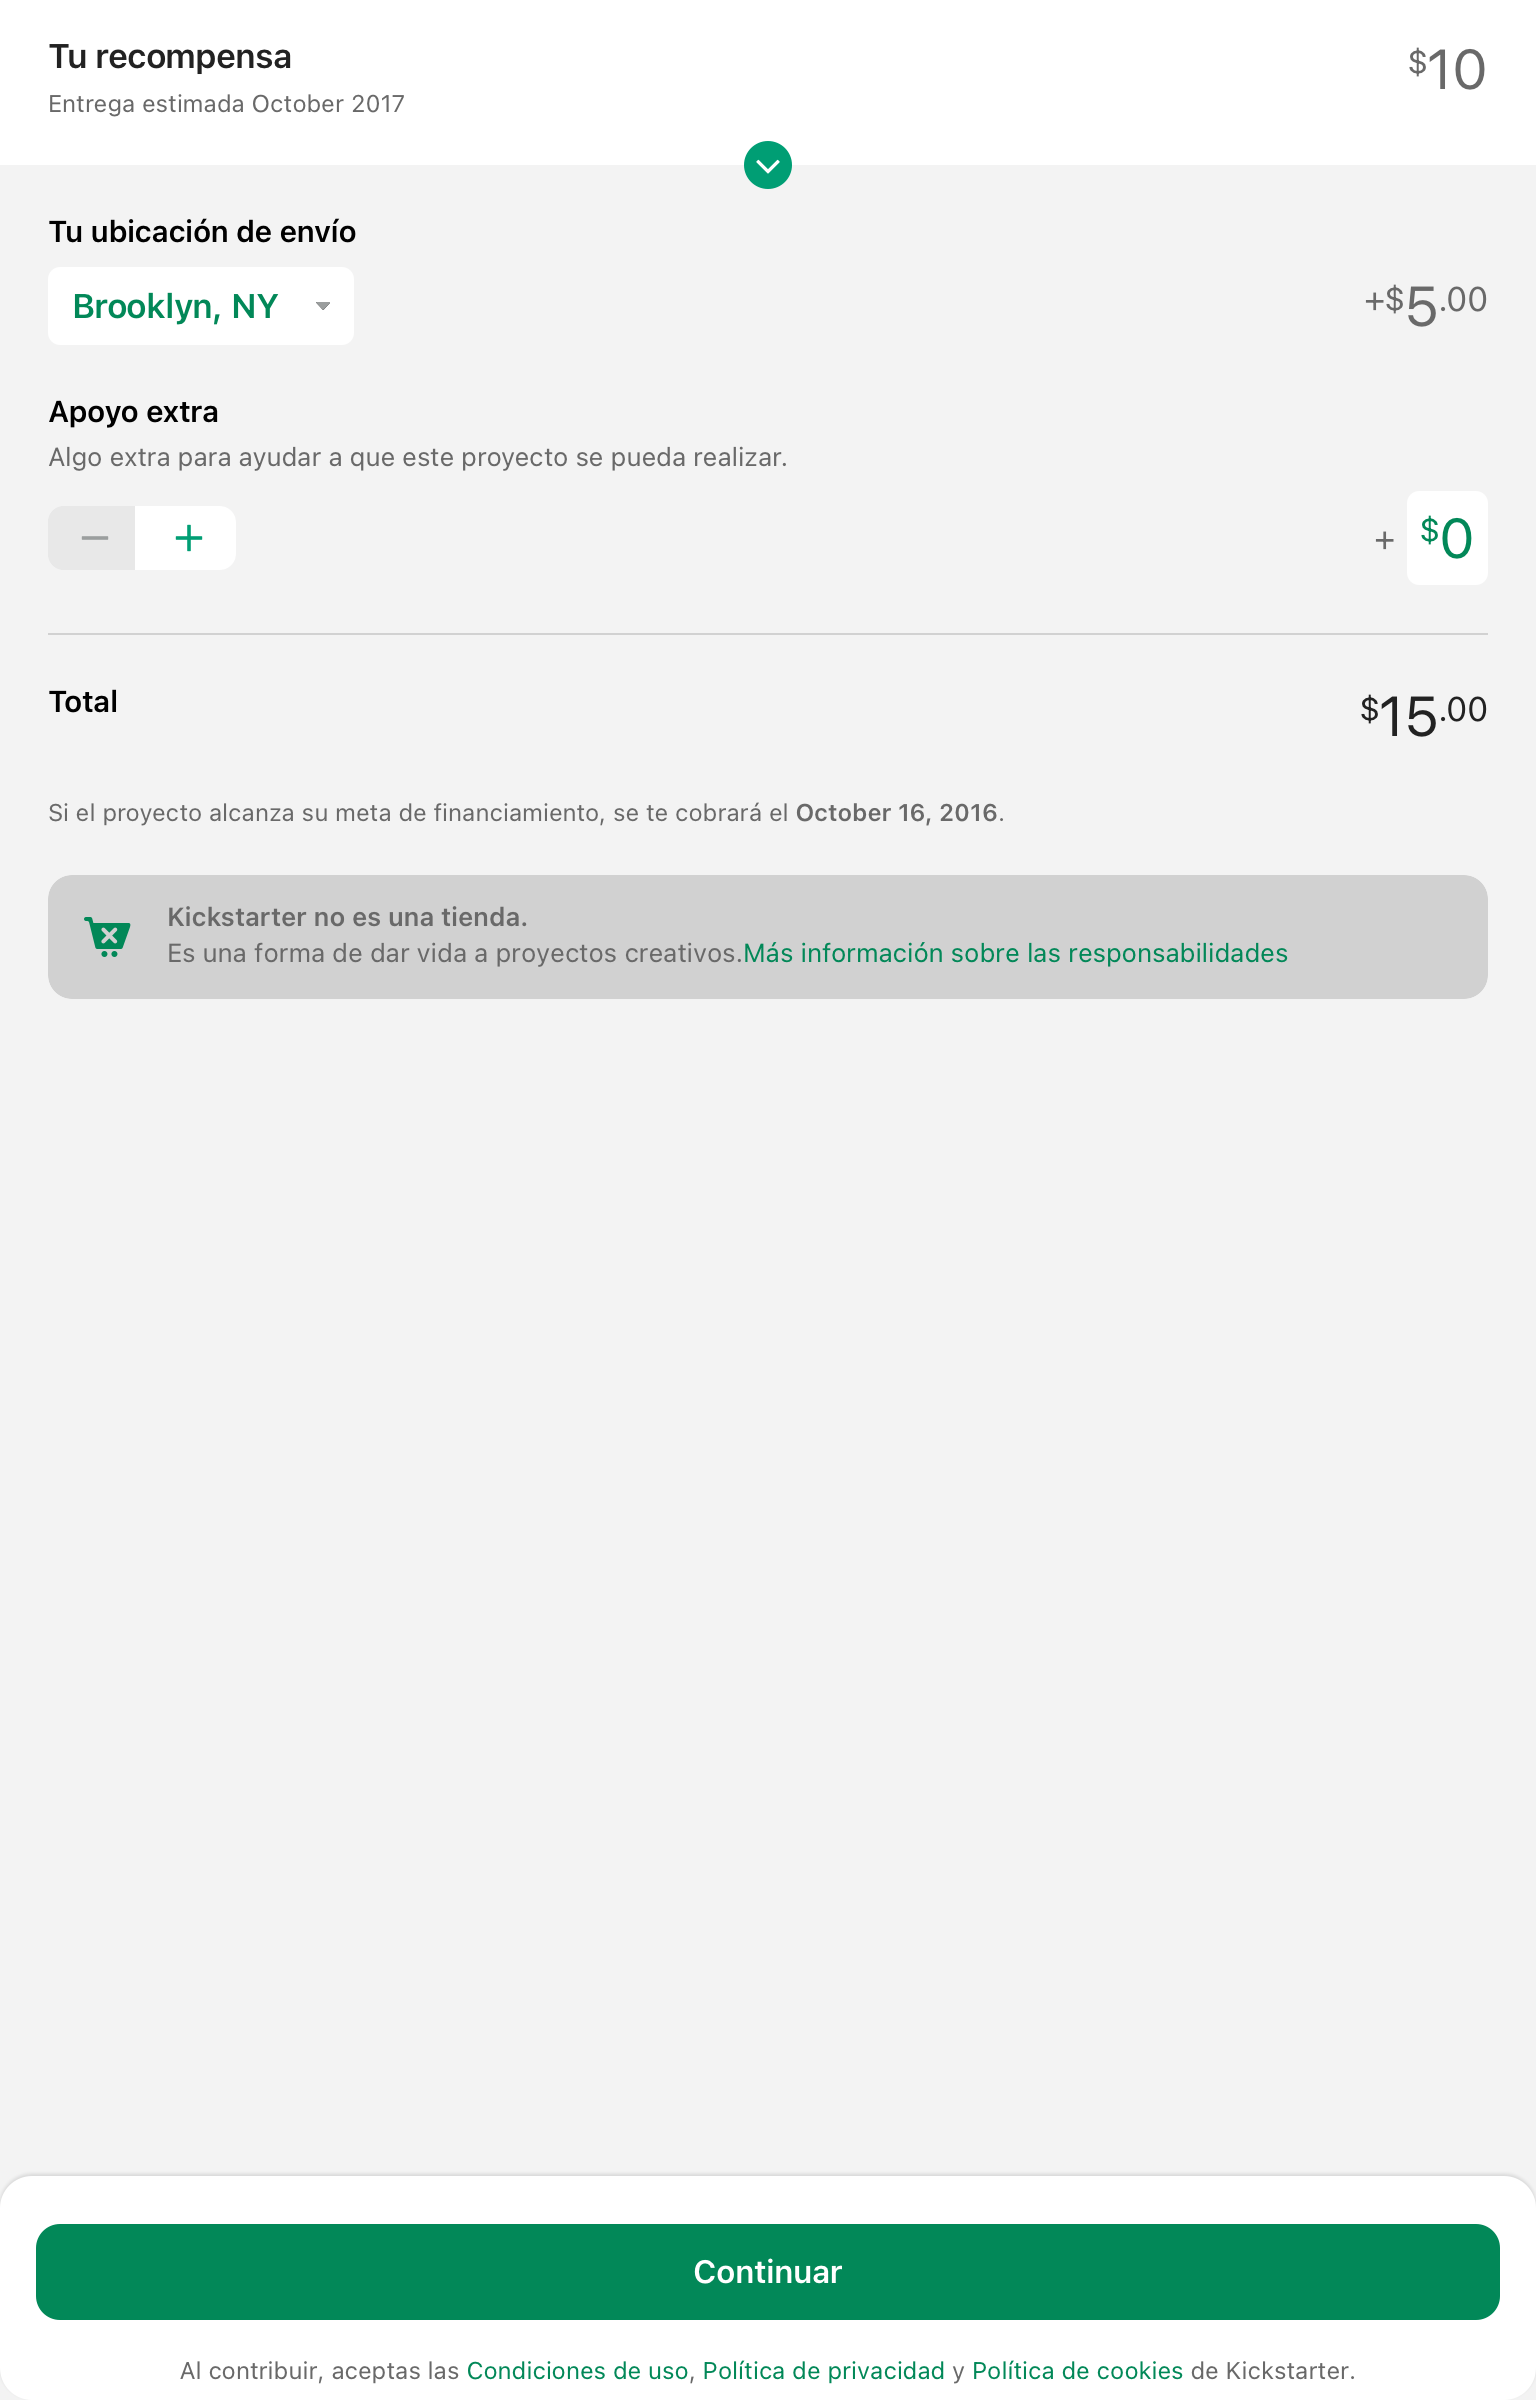 Tu recompensa
$10
Entrega estimada October 2017
Tu ubicación de envío
Brooklyn, NY
+$5.00
Apoyo extra
Algo extra para ayudar a que este proyecto se pueda realizar.
+ $0
Total
$15.00
Si el proyecto alcanza su meta de financiamiento, se te cobrará el October 16, 2016.
Kickstarter no es una tienda.
Es una forma de dar vida a proyectos creativos.Más información sobre las responsabilidades
Continuar
Al contribuir, aceptas las Condiciones de uso, Política de privacidad y Política de cookies de Kickstarter.